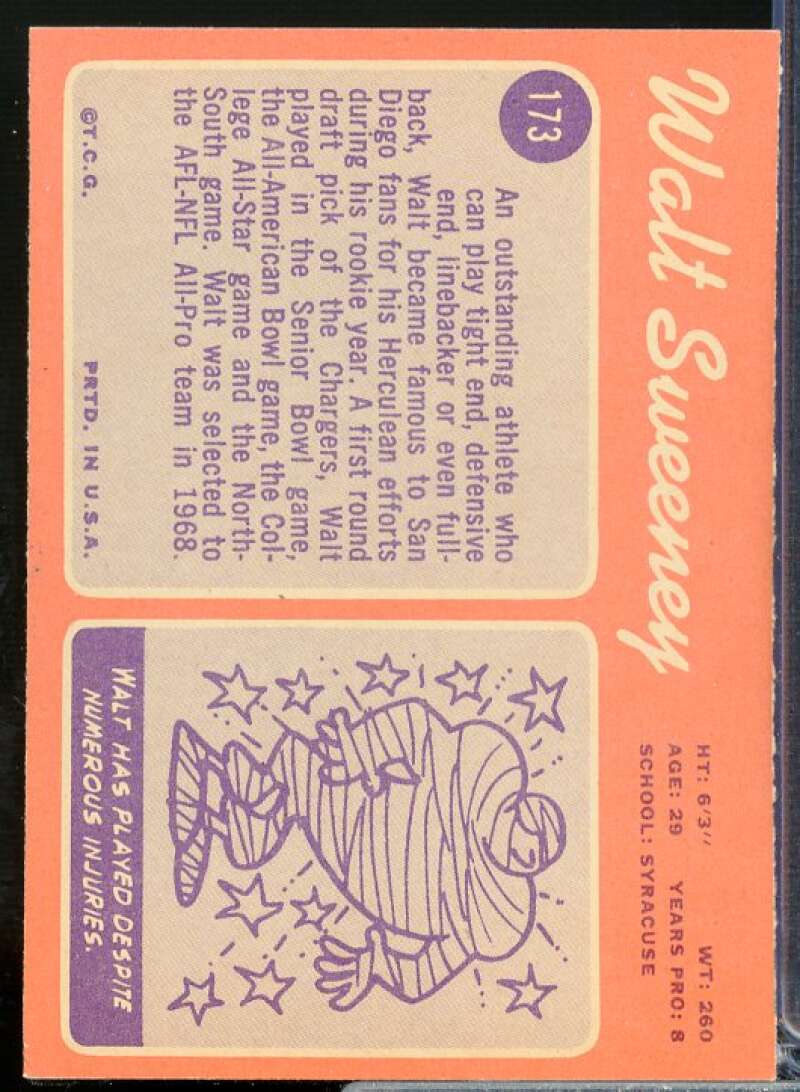 Walt Sweeney
HT: 6'3" WT: 260
AGE: 29 YEARS PRO: 8
SCHOOL: SYRACUSE
173
An outstanding athlete who
can play tight end, defensive
end, linebacker or even full-
back, Walt became famous to San
Diego fans for his Herculean efforts
during his rookie year. A first round
draft pick of the Chargers, Walt
played in the Senior Bowl game,
the All-American Bowl game, the Col-
lege All-Star game and the North-
South game. Walt was selected to
the AFL-NFL All-Pro team in 1968.
©T.C.G. PRTD. IN U.S.A.
WALT HAS PLAYED DESPITE
NUMEROUS INJURIES.